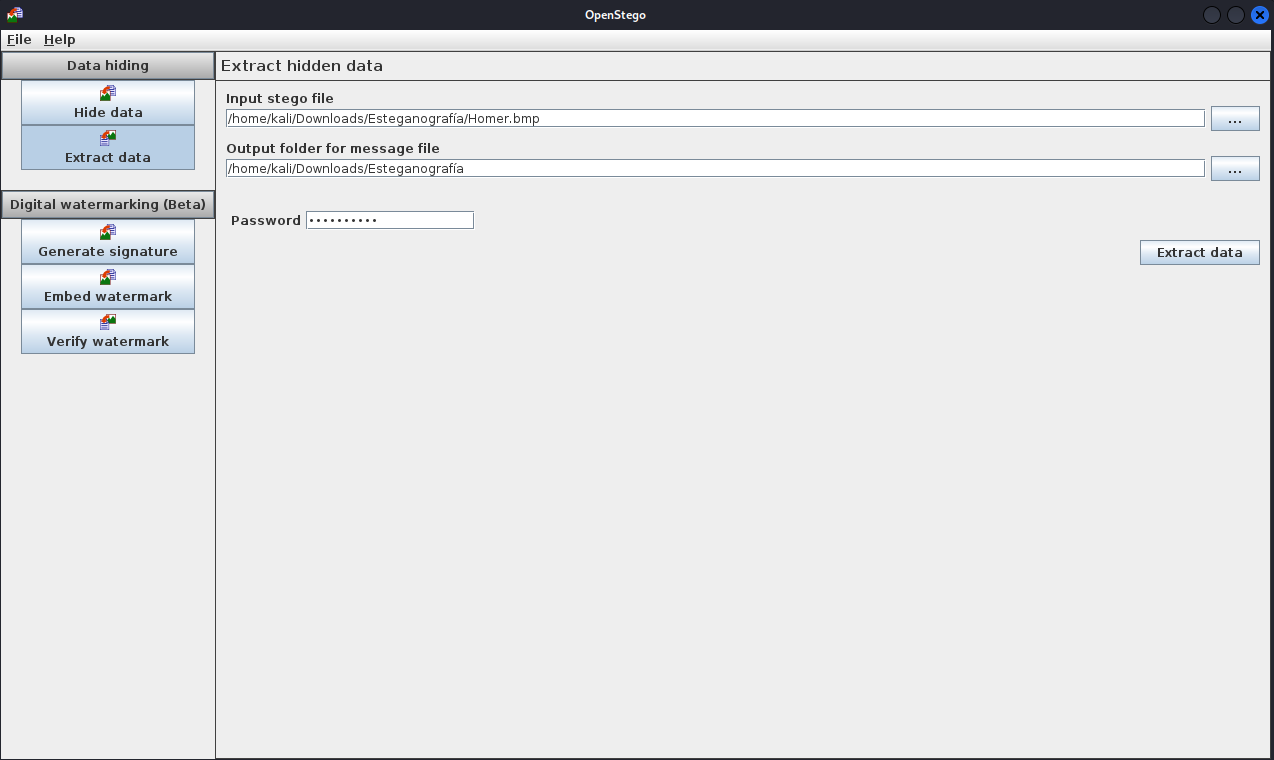 OpenStego
File Help
Data hiding
Hide data
Extract data
Digital watermarking (Beta)
Generate signature
Embed watermark
Verify watermark
Extract hidden data
Input stego file
/home/kali/Downloads/Esteganografía/Homer.bmp
...
Output folder for message file
/home/kali/Downloads/Esteganografía
...
Password ••••••••••
Extract data